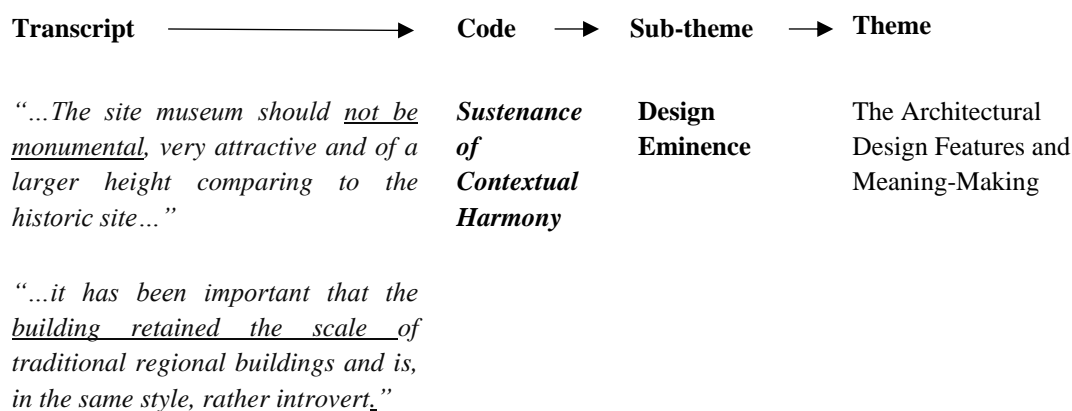 Transcript Code Sub-theme Theme
“…The site museum should not be
monumental, very attractive and of a
larger height comparing to the
historic site…”
Sustenance
of
Contextual
Harmony
Design
Eminence
The Architectural
Design Features and
Meaning-Making
“…it has been important that the
building retained the scale of
traditional regional buildings and is,
in the same style, rather introvert.”